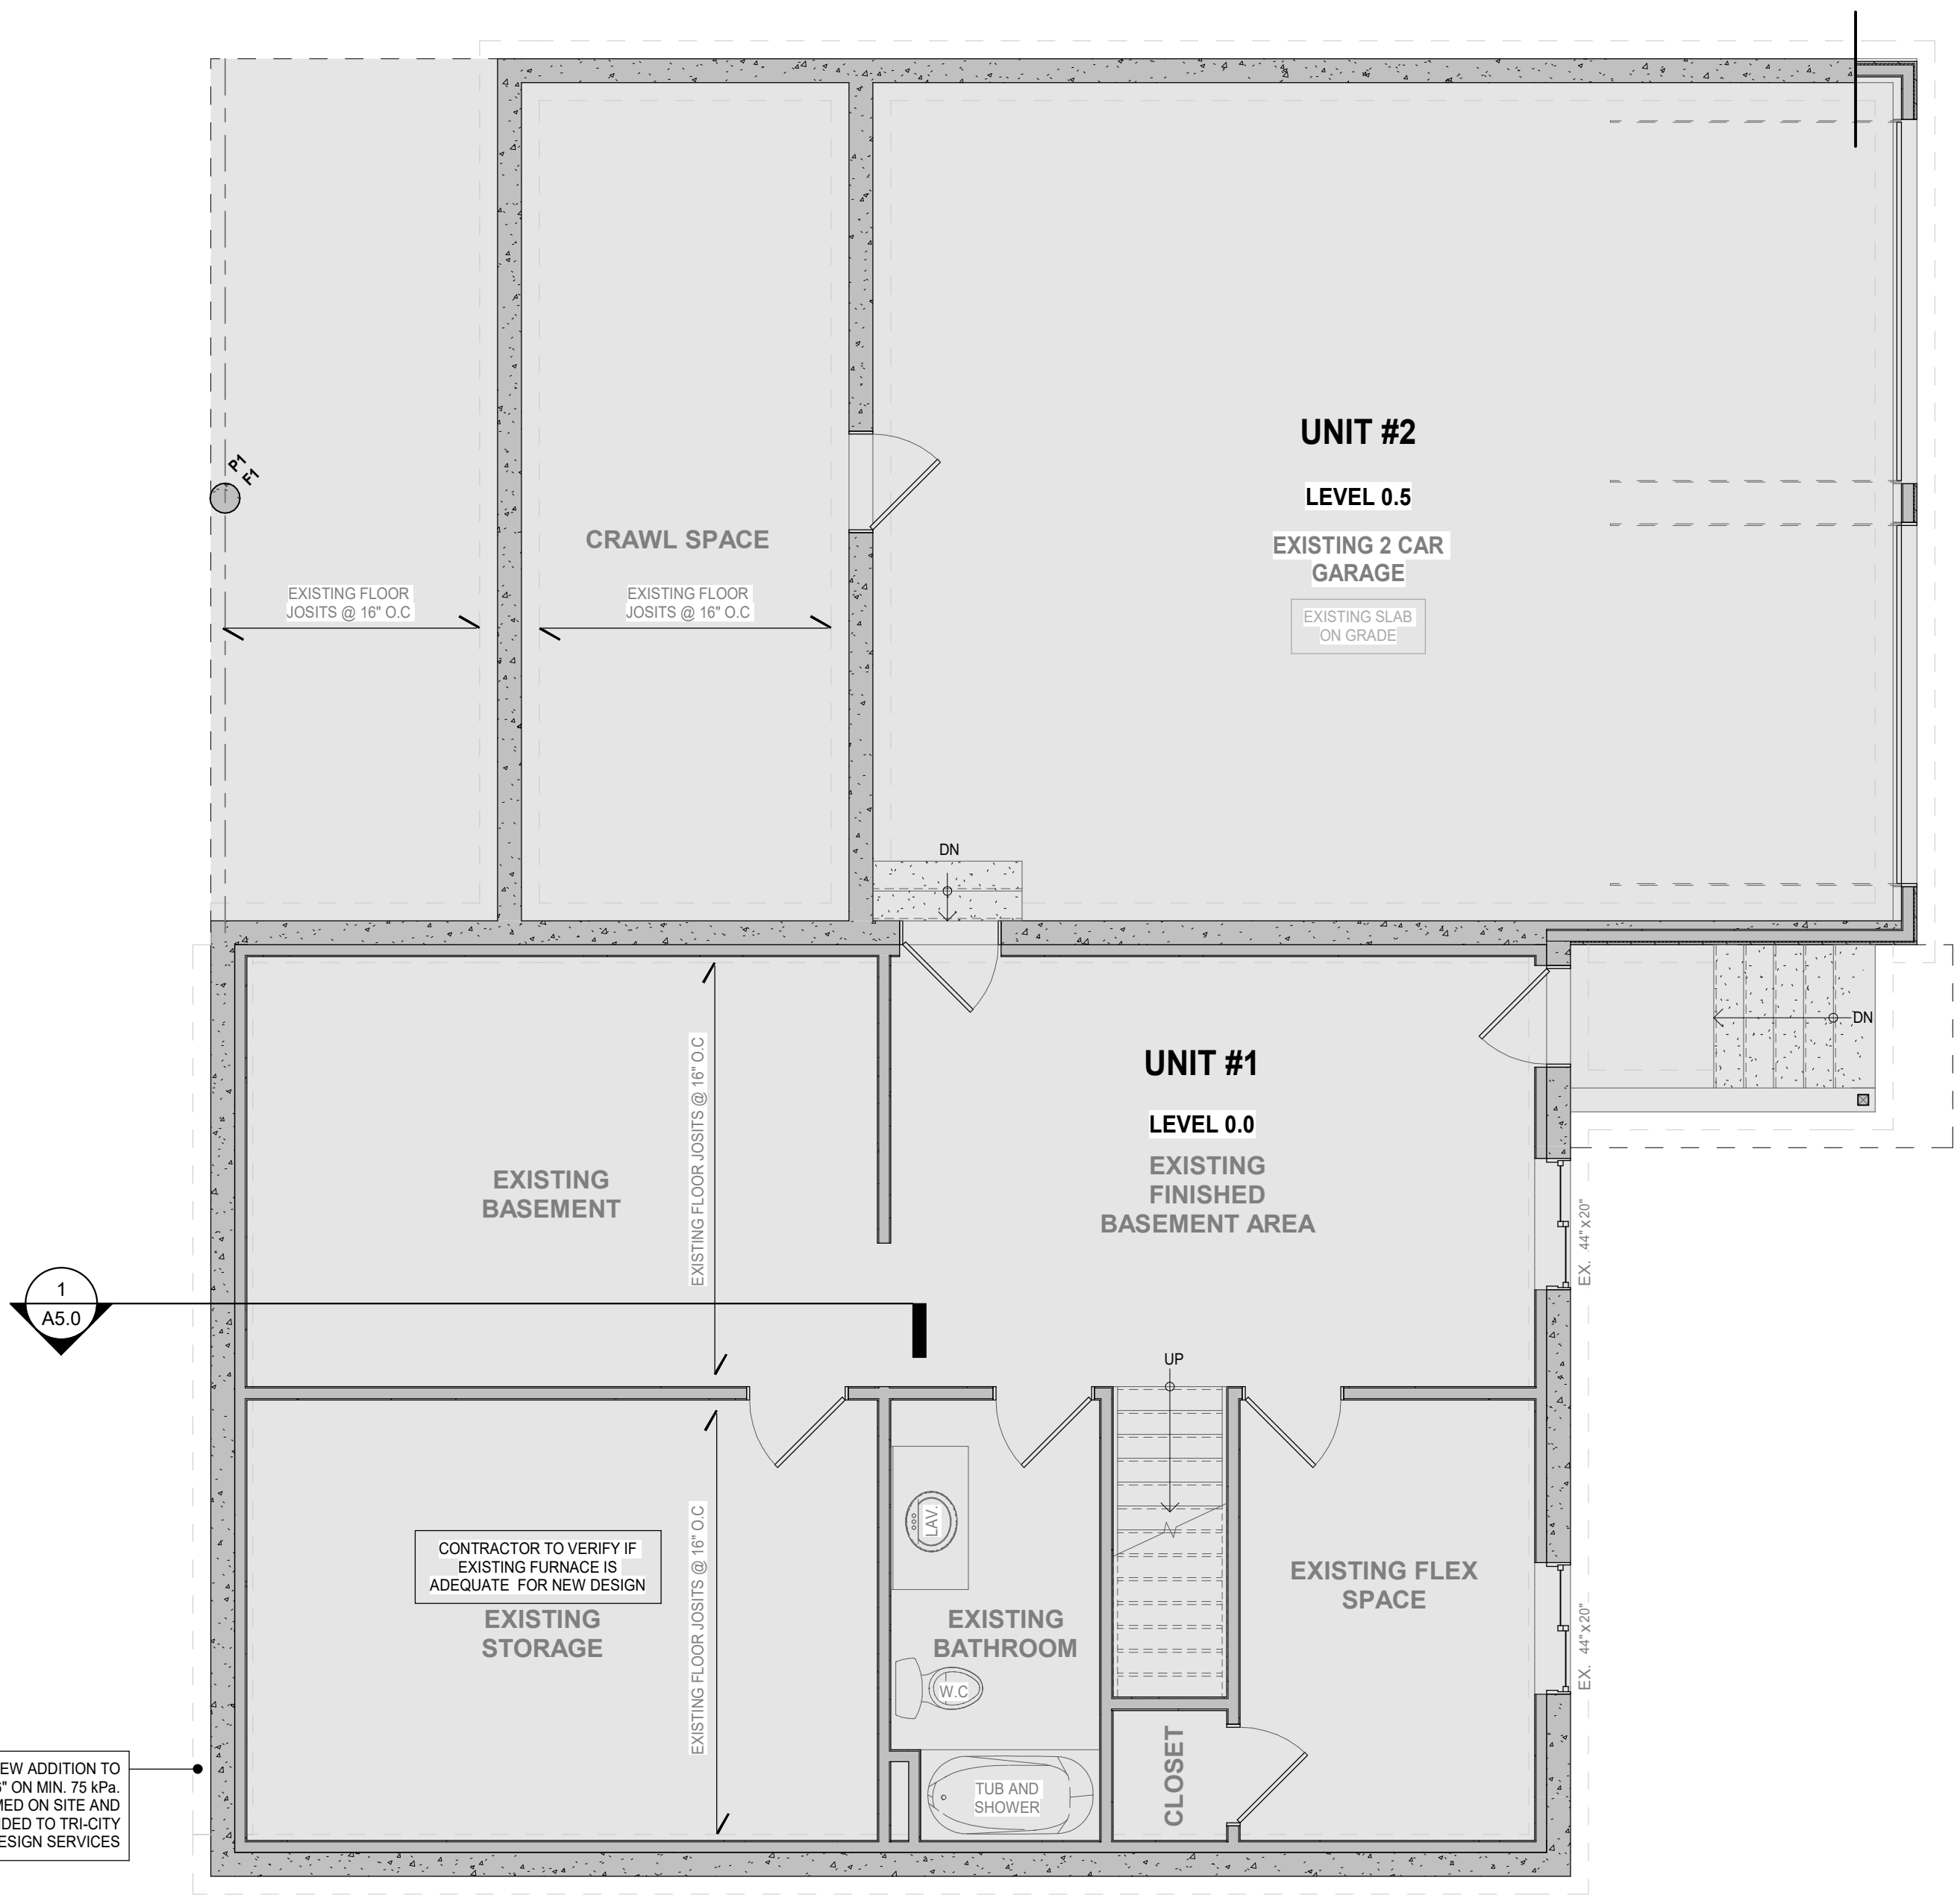 P1
F1
EXISTING FLOOR
JOSITS @ 16" O.C
CRAWL SPACE
EXISTING FLOOR
JOSITS @ 16" O.C
UNIT #2
LEVEL 0.5
EXISTING 2 CAR
GARAGE
EXISTING SLAB
ON GRADE
DN
DN
UNIT #1
LEVEL 0.0
EXISTING
FINISHED
BASEMENT AREA
EXISTING
BASEMENT
EXISTING FLOOR JOSITS @ 16" O.C
EX. 44"x20"
1
A5.0
UP
CONTRACTOR TO VERIFY IF
EXISTING FURNACE IS
ADEQUATE FOR NEW DESIGN
EXISTING
STORAGE
EXISTING FLOOR JOSITS @ 16" O.C
LAV.
EXISTING
BATHROOM
W.C
TUB AND
SHOWER
CLOSET
EXISTING FLEX
SPACE
EX. 44"x20"
ADDITION TO
ON MIN. 75 kPa.
ON SITE AND
TO TRI-CITY
DESIGN SERVICES